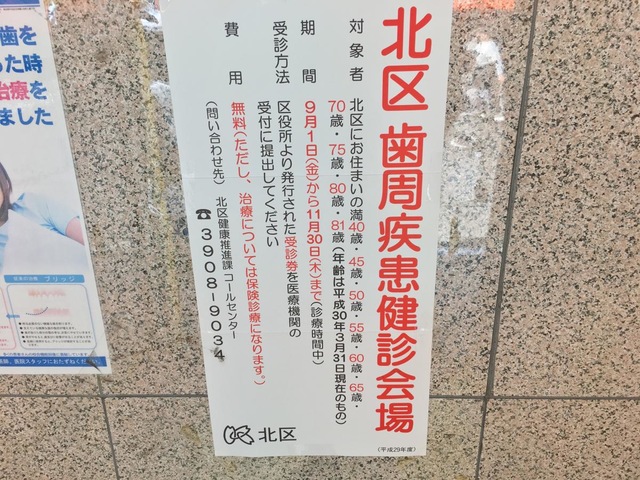 北区 歯周疾患健診会場
対象者 北区にお住まいの満40歳・45歳・50歳・55歳・60歳・65歳・
70歳・75歳・80歳・81歳(年齢は平成30年3月31日現在のもの)
期間 9月1日(金)から11月30日(木)まで(診療時間中)
受診方法 区役所より発行された受診券を医療機関の
受付に提出してください
費用 無料(ただし、治療については保険診療になります。)
(問い合わせ先) 北区健康推進課 コールセンター
☎3908-9034
北区
(平成29年度)
歯を
った時
治療を
ました
ブリッジ